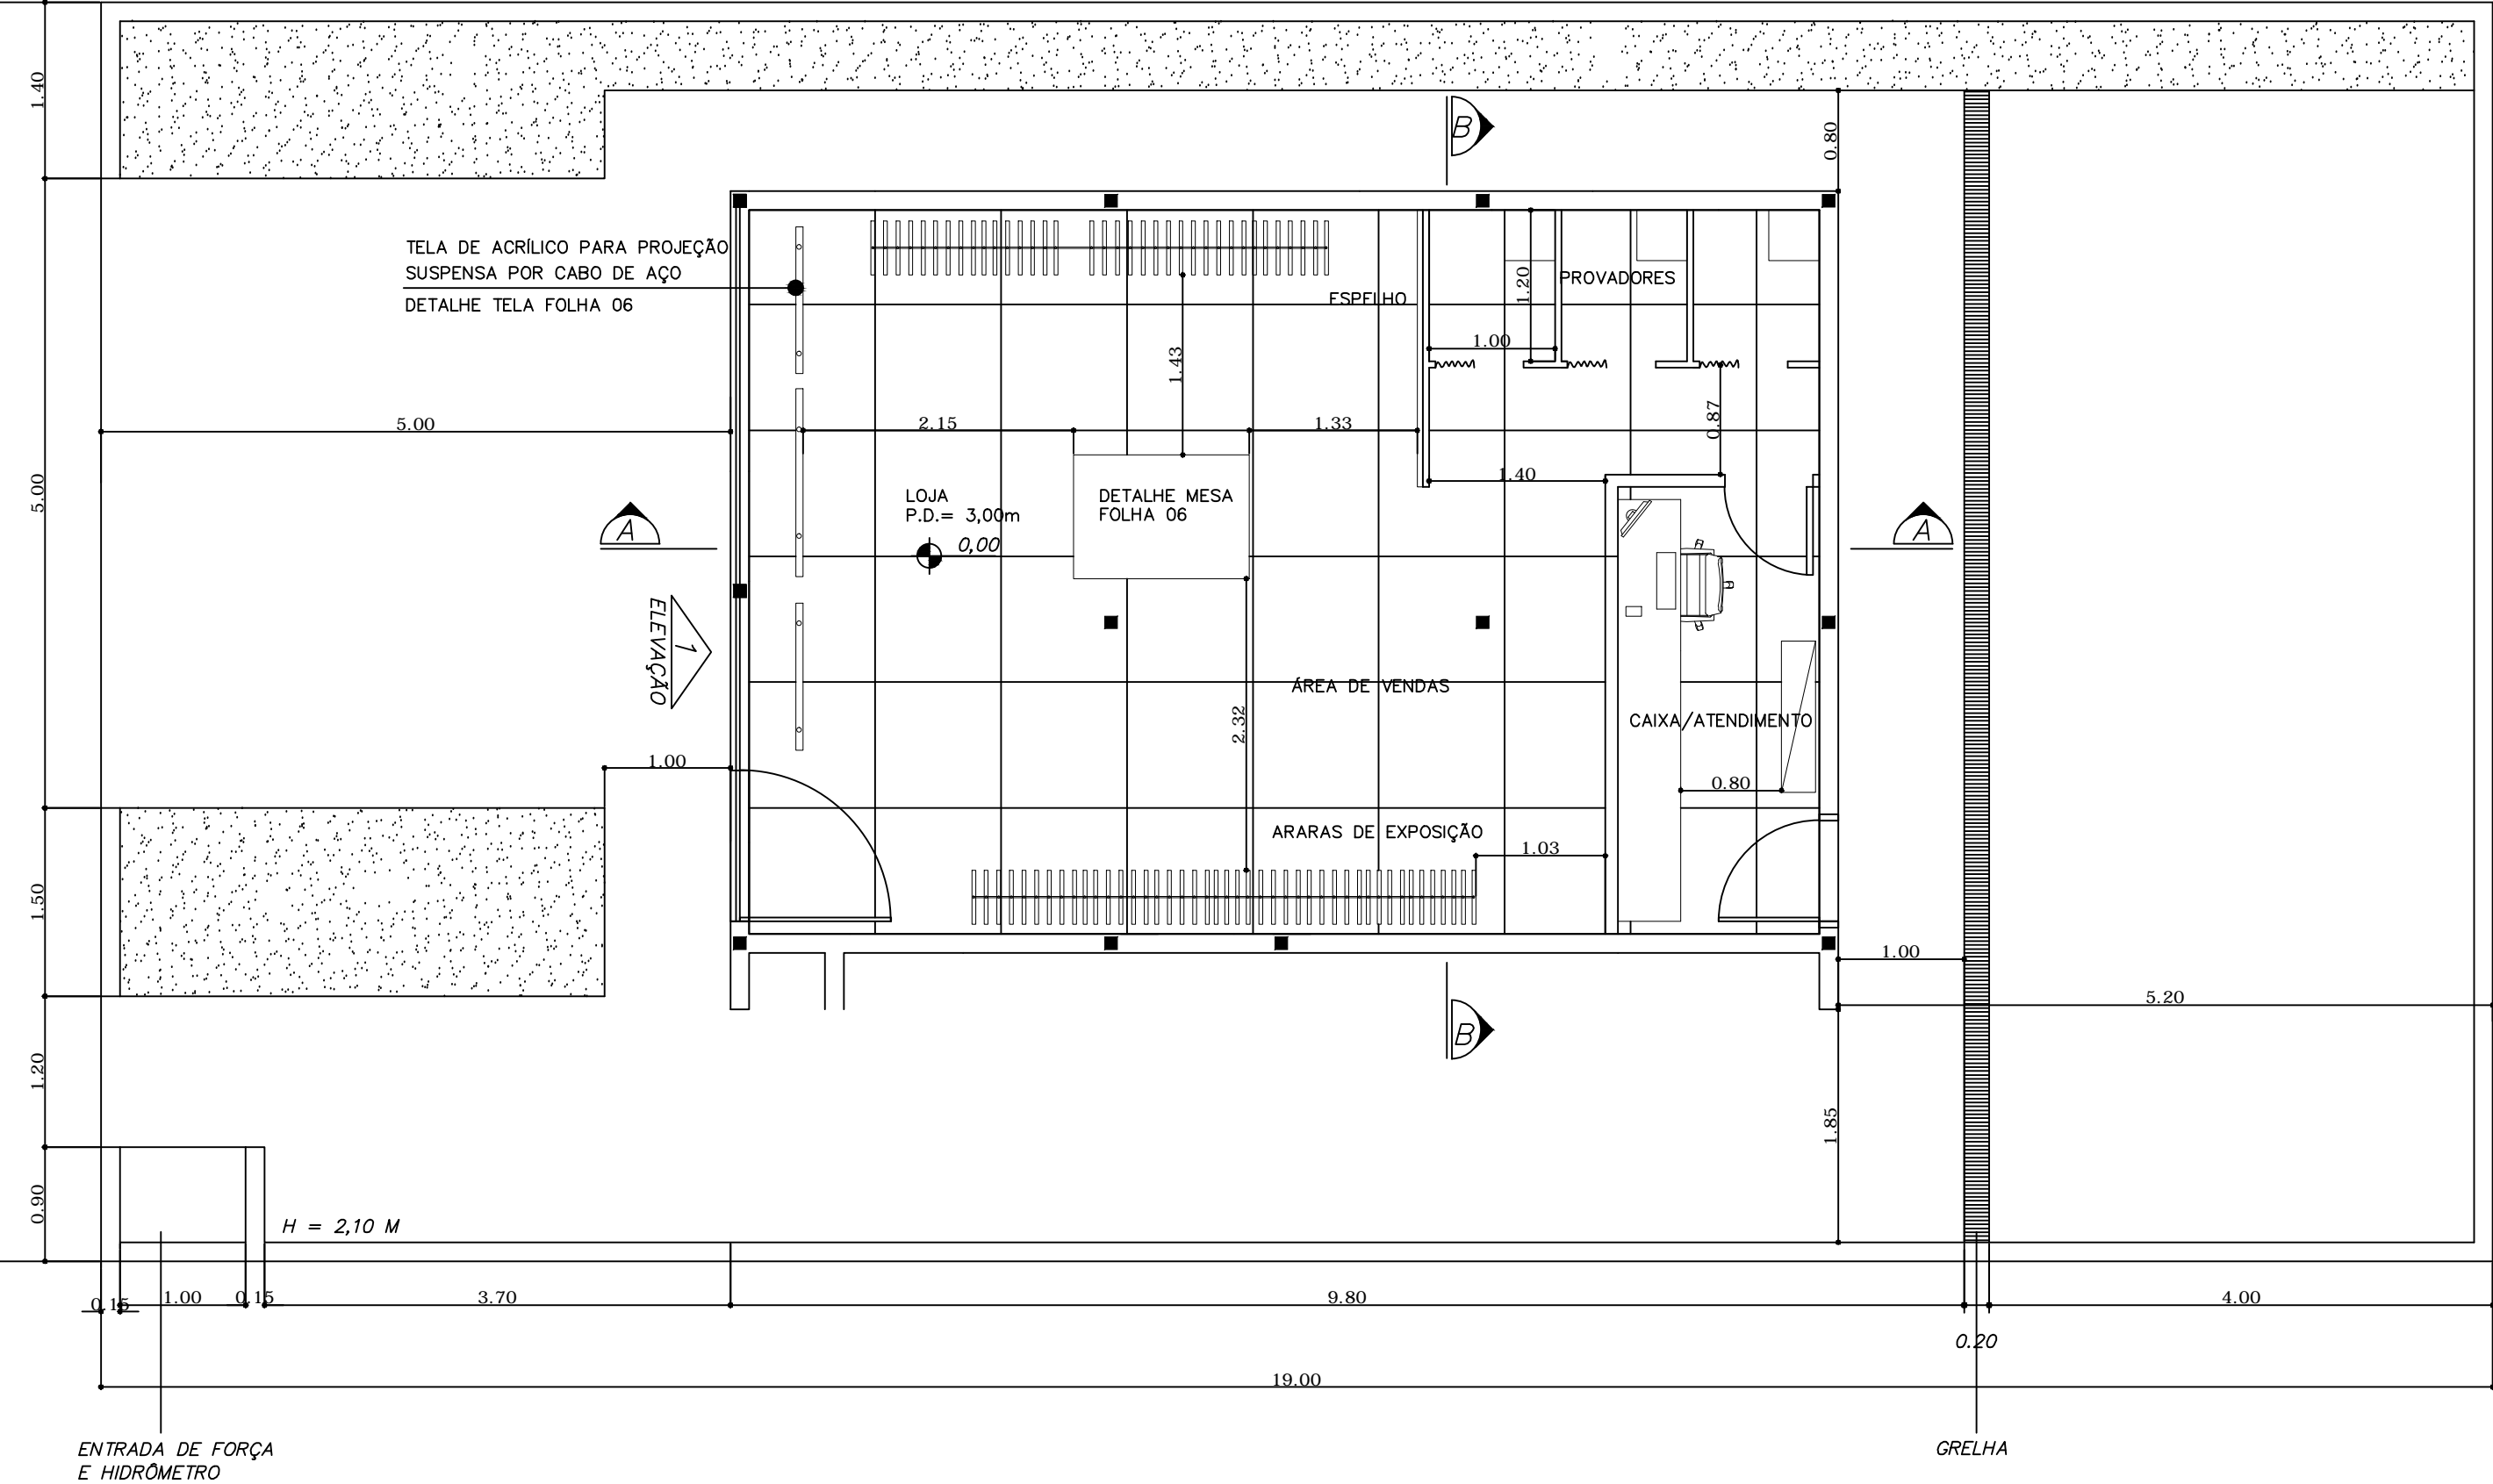 1.40
B
0.80
TELA DE ACRÍLICO PARA PROJEÇÃO
SUSPENSA POR CABO DE AÇO
DETALHE TELA FOLHA 06
ESPELHO
1.20
PROVADORES
1.00
1.43
0.87
5.00
2.15
1.33
5.00
1.40
LOJA
P.D.= 3,00m
0,00
DETALHE MESA
FOLHA 06
A
A
ELEVAÇÃO
1
ÁREA DE VENDAS
2.32
CAIXA/ATENDIMENTO
1.00
0.80
ARARAS DE EXPOSIÇÃO
1.03
1.50
1.00
5.20
B
1.20
1.85
0.90
H = 2,10 M
0.15
1.00
0.15
3.70
9.80
4.00
0.20
19.00
ENTRADA DE FORÇA
E HIDRÔMETRO
GRELHA